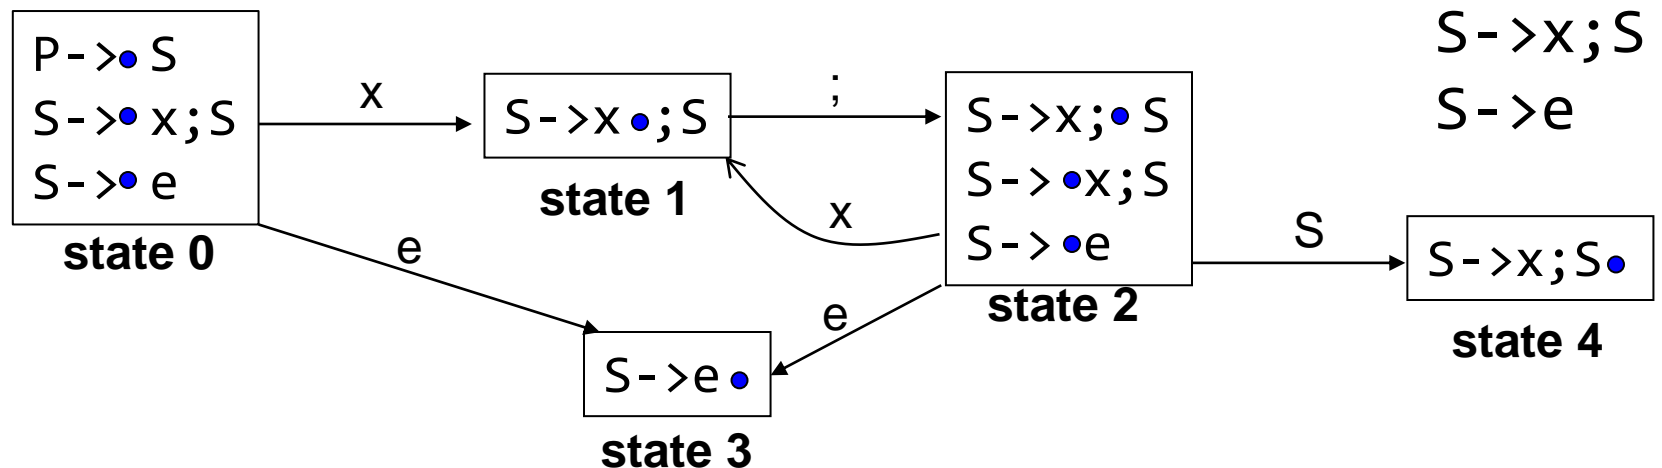 P->• S
S->• x;S
S->• e
state 0
x
e
S->x •;S
state 1
;
x
S->x;• S
S-> •x;S
S-> •e
state 2
e
S->e •
state 3
S
S->x;S•
state 4
S->x;S
S->e